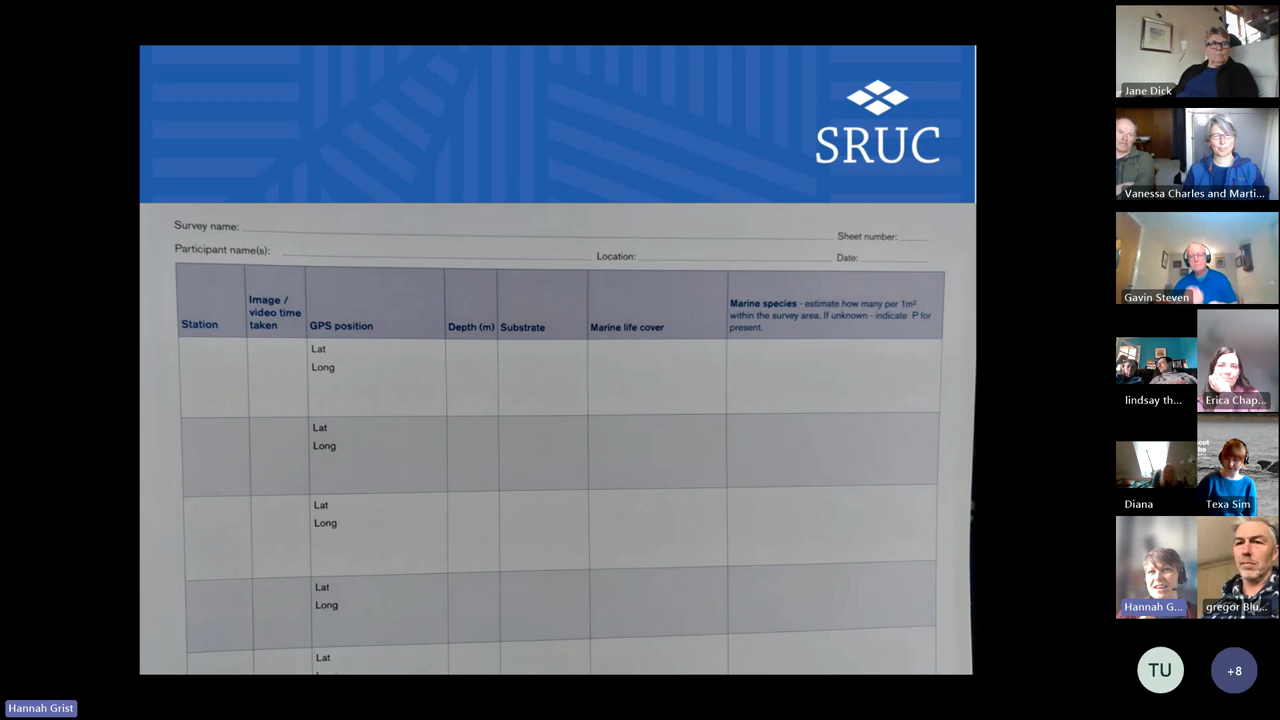 SRUC
Survey name:
Sheet number:
Participant name(s):
Location:
Date:
Station
Image /
video time
taken
GPS position
Depth (m)
Substrate
Marine life cover
Marine species - estimate how many per 1m²
within the survey area. If unknown - indicate P for
present.
Lat
Long
Lat
Long
Lat
Long
Lat
Long
Lat
Jane Dick
Vanessa Charles and Marti...
Gavin Steven
lindsay th...
Erica Chap...
Diana
Texa Sim
Hannah G...
gregor Blu...
TU
+8
Hannah Grist